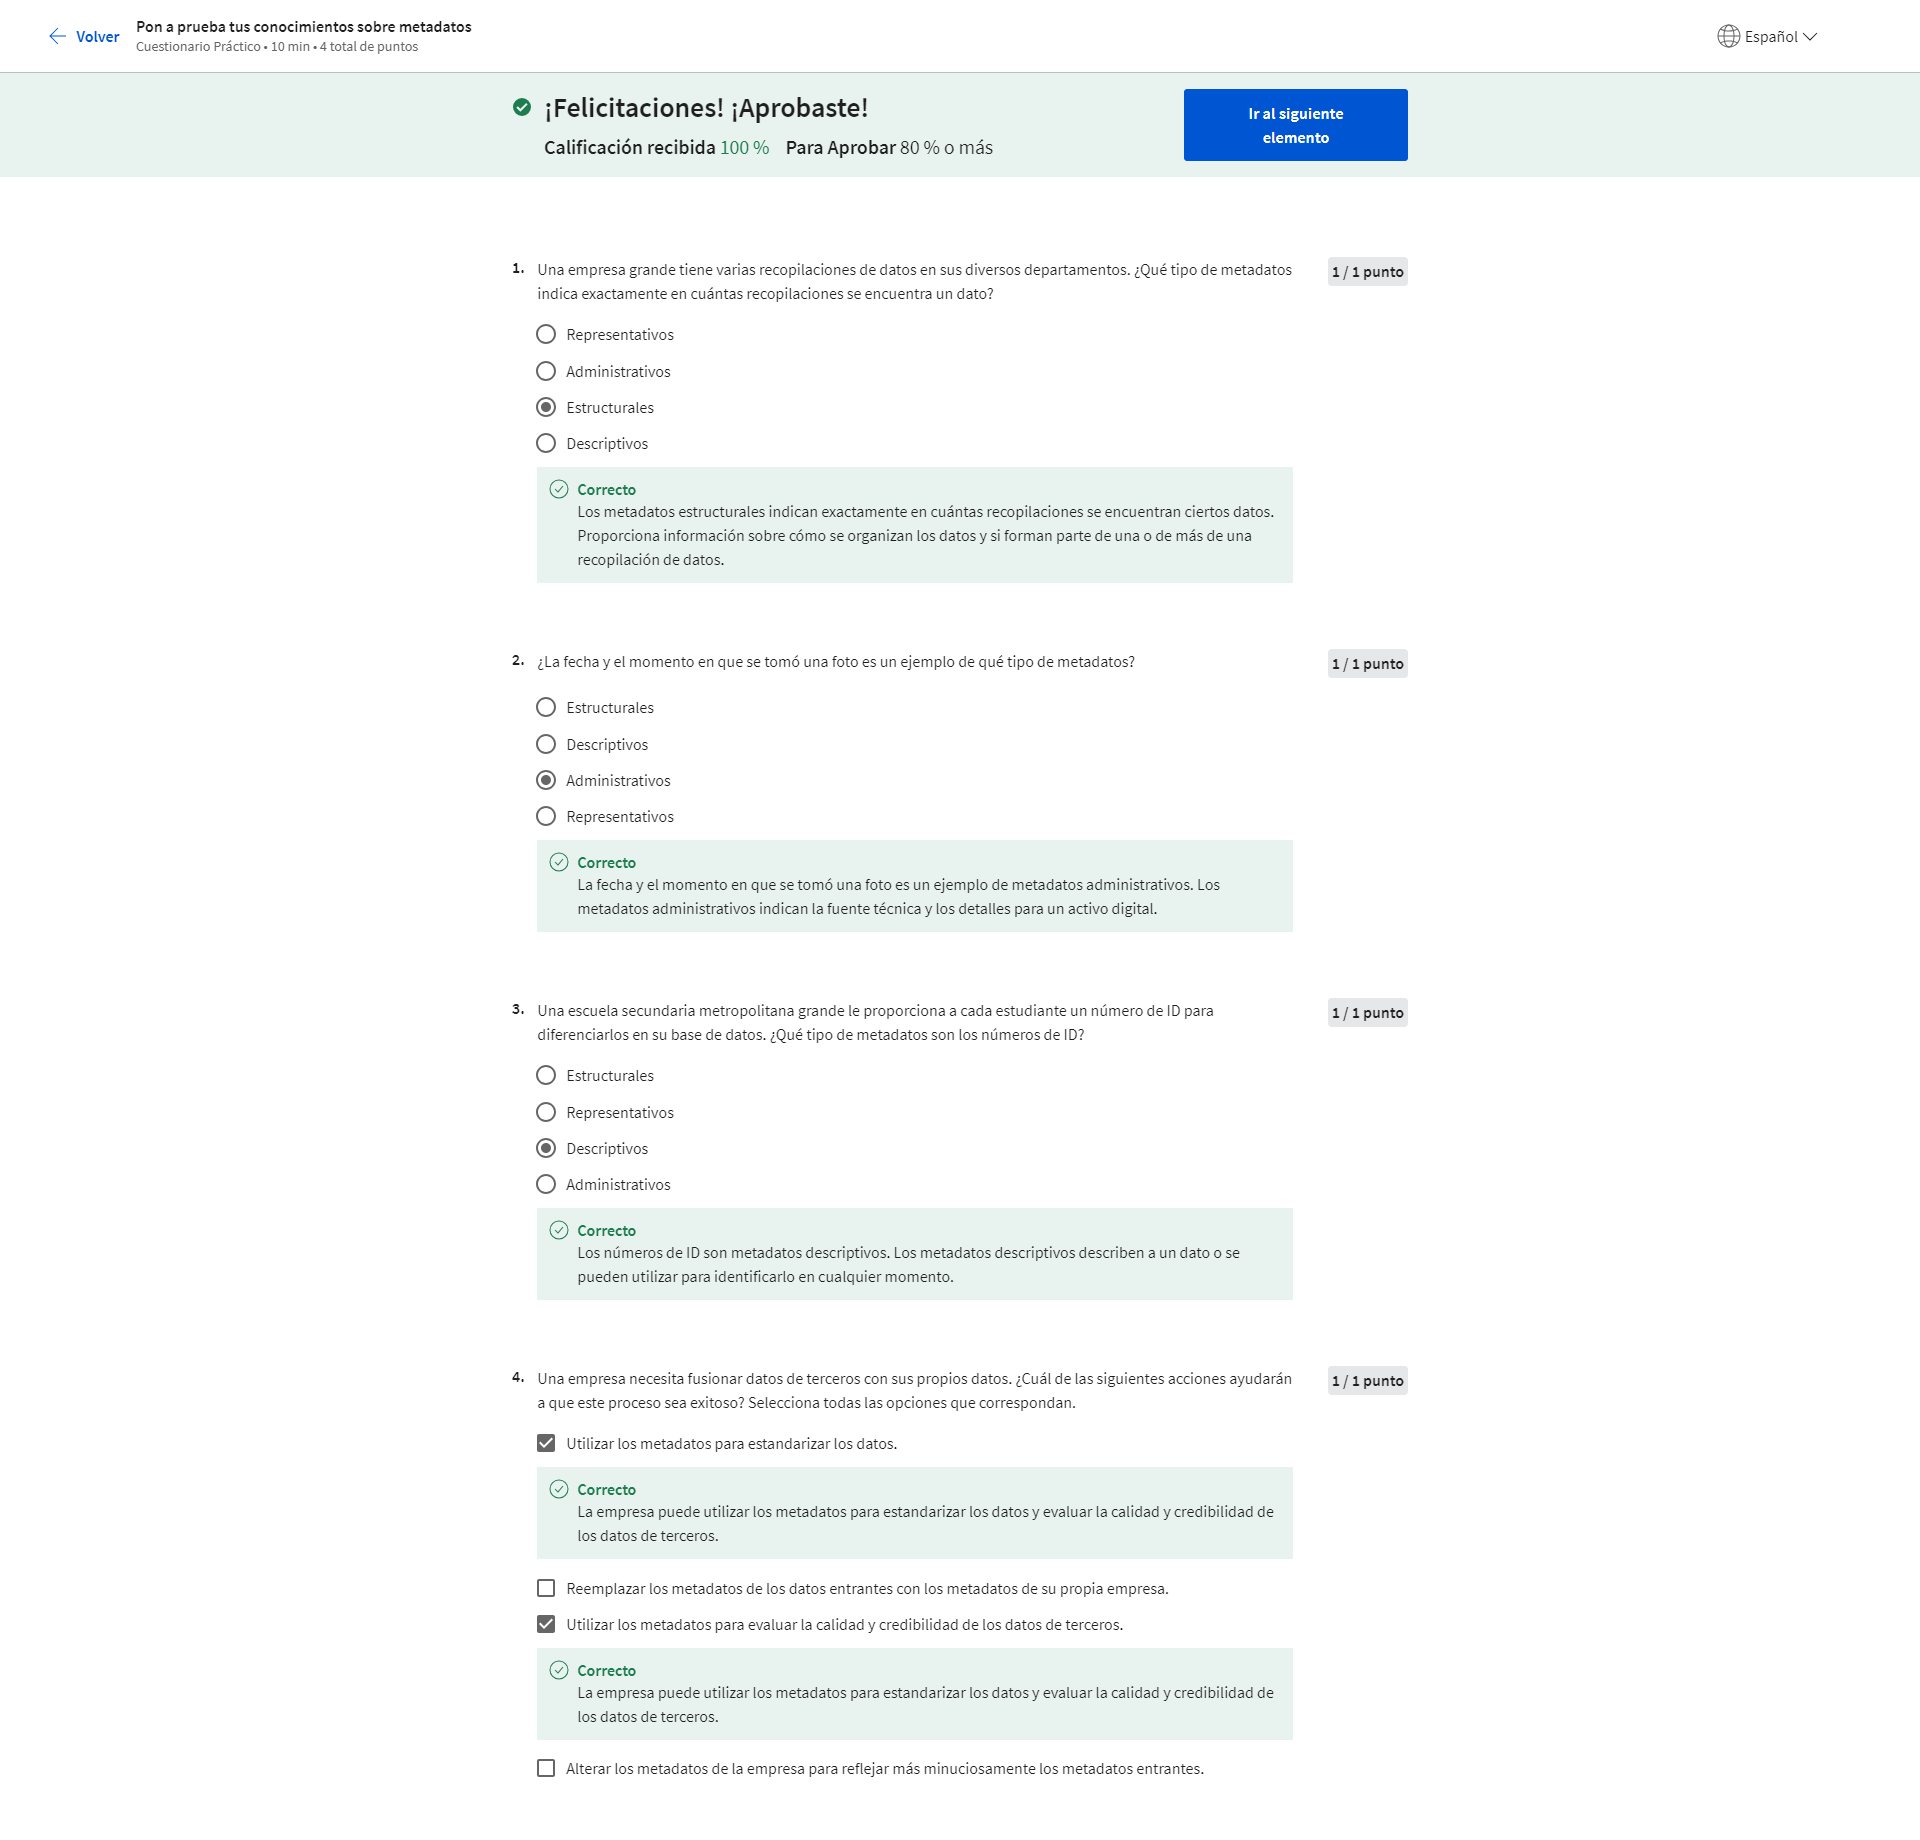 Volver
Pon a prueba tus conocimientos sobre metadatos
Cuestionario Práctico • 10 min • 4 total de puntos
Español
¡Felicitaciones! ¡Aprobaste!
Calificación recibida 100 % Para Aprobar 80 % o más
Ir al siguiente
elemento
1. Una empresa grande tiene varias recopilaciones de datos en sus diversos departamentos. ¿Qué tipo de metadatos
indica exactamente en cuántas recopilaciones se encuentra un dato?
1 / 1 punto
Representativos
Administrativos
Estructurales
Descriptivos
Correcto
Los metadatos estructurales indican exactamente en cuántas recopilaciones se encuentran ciertos datos.
Proporciona información sobre cómo se organizan los datos y si forman parte de una o de más de una
recopilación de datos.
2. ¿La fecha y el momento en que se tomó una foto es un ejemplo de qué tipo de metadatos?
1 / 1 punto
Estructurales
Descriptivos
Administrativos
Representativos
Correcto
La fecha y el momento en que se tomó una foto es un ejemplo de metadatos administrativos. Los
metadatos administrativos indican la fuente técnica y los detalles para un activo digital.
3. Una escuela secundaria metropolitana grande le proporciona a cada estudiante un número de ID para
diferenciarlos en su base de datos. ¿Qué tipo de metadatos son los números de ID?
1 / 1 punto
Estructurales
Representativos
Descriptivos
Administrativos
Correcto
Los números de ID son metadatos descriptivos. Los metadatos descriptivos describen a un dato o se
pueden utilizar para identificarlo en cualquier momento.
4. Una empresa necesita fusionar datos de terceros con sus propios datos. ¿Cuál de las siguientes acciones ayudarán
a que este proceso sea exitoso? Selecciona todas las opciones que correspondan.
1 / 1 punto
Utilizar los metadatos para estandarizar los datos.
Correcto
La empresa puede utilizar los metadatos para estandarizar los datos y evaluar la calidad y credibilidad de
los datos de terceros.
Reemplazar los metadatos de los datos entrantes con los metadatos de su propia empresa.
Utilizar los metadatos para evaluar la calidad y credibilidad de los datos de terceros.
Correcto
La empresa puede utilizar los metadatos para estandarizar los datos y evaluar la calidad y credibilidad de
los datos de terceros.
Alterar los metadatos de la empresa para reflejar más minuciosamente los metadatos entrantes.